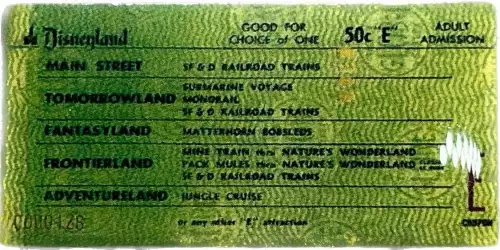 Disneyland GOOD FOR CHOICE of ONE 50c "E" ADULT ADMISSION
MAIN STREET SF & D RAILROAD TRAINS
TOMORROWLAND SUBMARINE VOYAGE
MONORAIL
SF & D RAILROAD TRAINS
FANTASYLAND MATTERHORN BOBSLEDS
FRONTIERLAND MINE TRAIN thru NATURE'S WONDERLAND
PACK MULES thru NATURE'S WONDERLAND
SF & D RAILROAD TRAINS
ADVENTURELAND JUNGLE CRUISE
Or any other "E" attraction